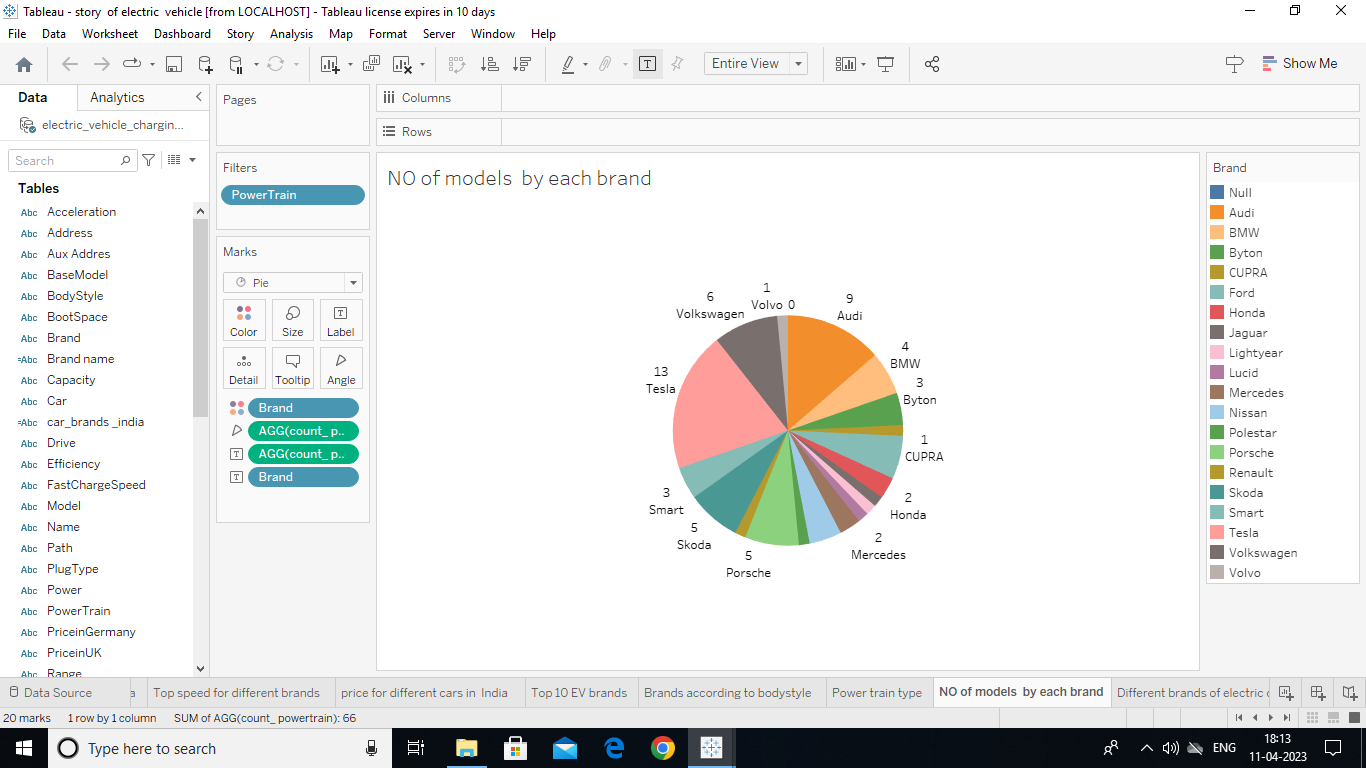 Tableau - story  of electric  vehicle [from LOCALHOST] - Tableau license expires in 10 days
File Data Worksheet Dashboard Story Analysis Map Format Server Window Help
Entire View
Show Me
Data Analytics
electric_vehicle_chargin...
Search
Tables
Abc Acceleration
Abc Address
Abc Aux Addres
Abc BaseModel
Abc BodyStyle
Abc BootSpace
Abc Brand
=Abc Brand name
Abc Capacity
Abc Car
=Abc car_brands _india
Abc Drive
Abc Efficiency
Abc FastChargeSpeed
Abc Model
Abc Name
Abc Path
Abc PlugType
Abc Power
Abc PowerTrain
Abc PriceinGermany
Abc PriceinUK
Abc Range
Pages
Filters
PowerTrain
Marks
Pie
Color Size Label
Detail Tooltip Angle
Brand
AGG(count_ p..
AGG(count_ p..
Brand
Columns
Rows
NO of models  by each brand
0
9
Audi
4
BMW
3
Byton
1
CUPRA
2
Honda
2
Mercedes
5
Porsche
5
Skoda
3
Smart
13
Tesla
6
Volkswagen
1
Volvo
Brand
Null
Audi
BMW
Byton
CUPRA
Ford
Honda
Jaguar
Lightyear
Lucid
Mercedes
Nissan
Polestar
Porsche
Renault
Skoda
Smart
Tesla
Volkswagen
Volvo
Data Source a Top speed for different brands price for different cars in  India Top 10 EV brands Brands according to bodystyle Power train type NO of models  by each brand Different brands of electric c
20 marks 1 row by 1 column SUM of AGG(count_ powertrain): 66
Type here to search
ENG
18:13
11-04-2023